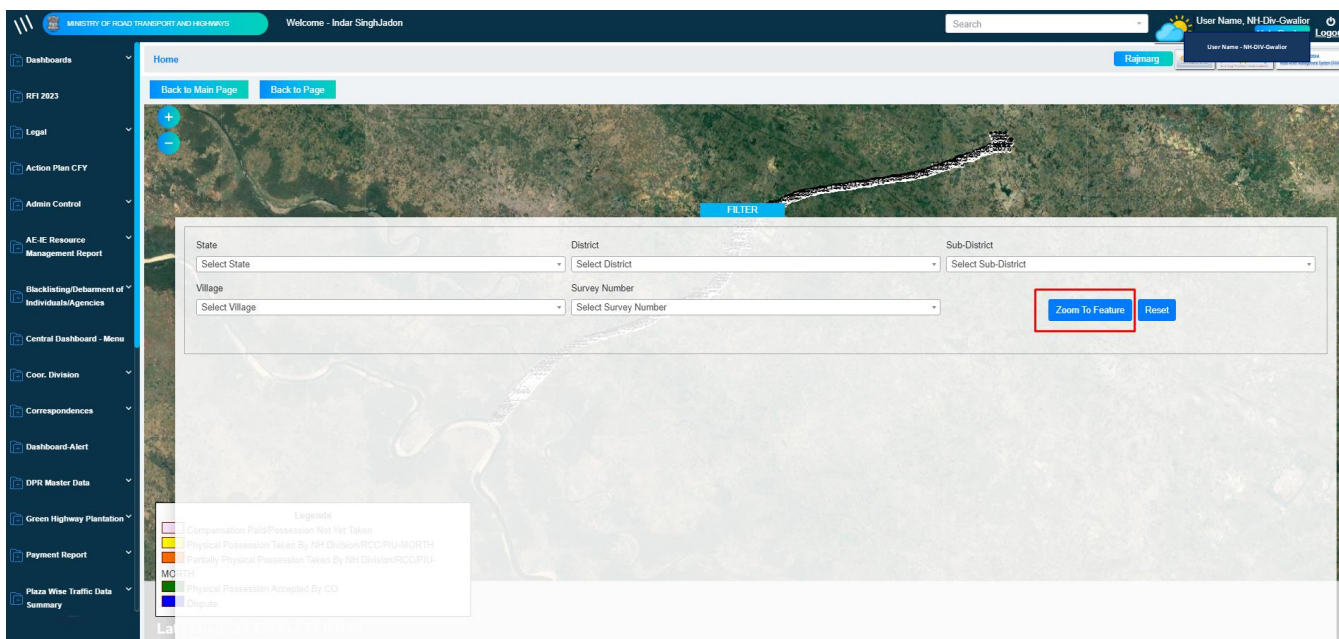 MINISTRY OF ROAD TRANSPORT AND HIGHWAYS
Welcome - Indar SinghJadon
Search
User Name, NH-Div-Gwalior
Logou
User Name - NH-DIV-Gwalior
Dashboards
RFI 2023
Legal
Action Plan CFY
Admin Control
AE-IE Resource
Management Report
Blacklisting/Debarment of
Individuals/Agencies
Central Dashboard - Menu
Coor. Division
Correspondences
Dashboard-Alert
DPR Master Data
Green Highway Plantation
Payment Report
Plaza Wise Traffic Data
Summary
Home
Rajmarg
Back to Main Page
Back to Page
+
−
FILTER
State
District
Sub-District
Select State
Select District
Select Sub-District
Village
Survey Number
Select Village
Select Survey Number
Zoom To Feature
Reset
Legends
Compensation Paid/Possession Not Yet Taken
Physical Possession Taken By NH Division/RCC/PIU-MORTH
Partially Physical Possession Taken By NH Division/RCC/PIU-
MORTH
Physical Possession Accepted By CO
Dispute